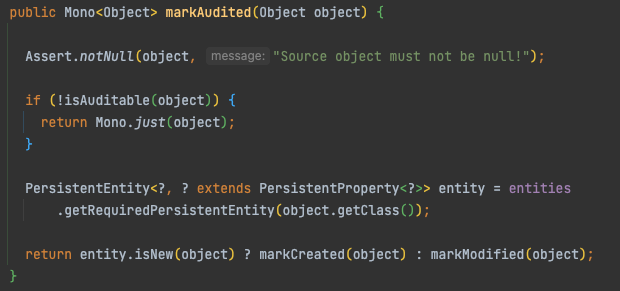 public Mono<Object> markAudited(Object object) {
Assert.notNull(object, message: "Source object must not be null!");
if (!isAuditable(object)) {
return Mono.just(object);
}
PersistentEntity<?, ? extends PersistentProperty<?>> entity = entities
.getRequiredPersistentEntity(object.getClass());
return entity.isNew(object) ? markCreated(object) : markModified(object);
}